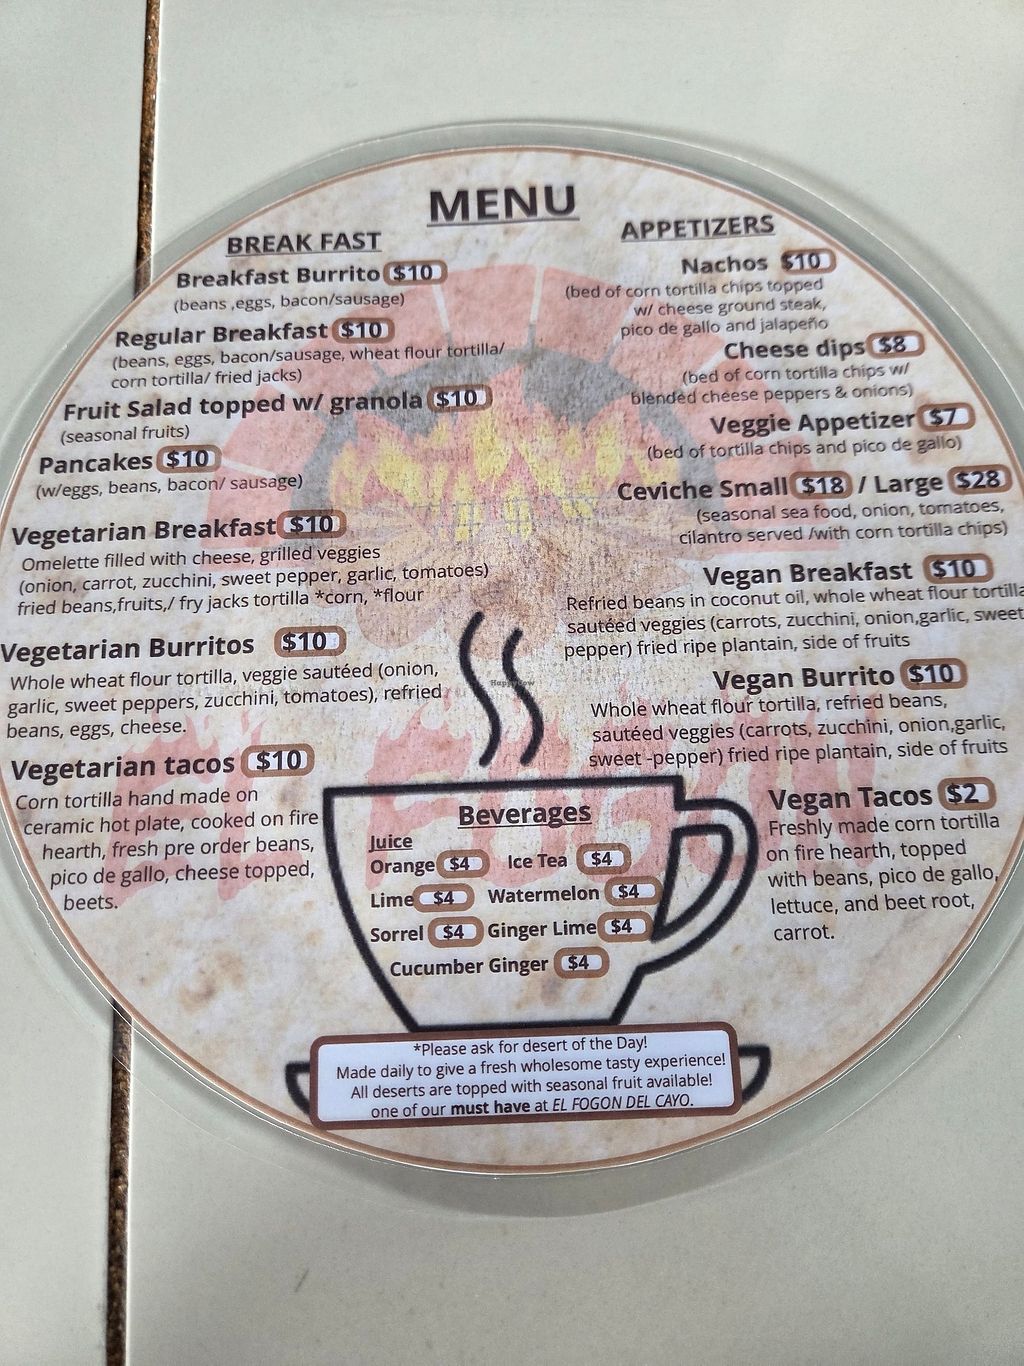 MENU
BREAK FAST
Breakfast Burrito $10
(beans ,eggs, bacon/sausage)
Regular Breakfast $10
(beans, eggs, bacon/sausage, wheat flour tortilla/
corn tortilla/ fried jacks)
Fruit Salad topped w/ granola $10
(seasonal fruits)
Pancakes $10
(w/eggs, beans, bacon/ sausage)
Vegetarian Breakfast $10
Omelette filled with cheese, grilled veggies
(onion, carrot, zucchini, sweet pepper, garlic, tomatoes)
fried beans,fruits,/ fry jacks tortilla *corn, *flour
Vegetarian Burritos $10
Whole wheat flour tortilla, veggie sautéed (onion,
garlic, sweet peppers, zucchini, tomatoes), refried
beans, eggs, cheese.
Vegetarian tacos $10
Corn tortilla hand made on
ceramic hot plate, cooked on fire
hearth, fresh pre order beans,
pico de gallo, cheese topped,
beets.
APPETIZERS
Nachos $10
(bed of corn tortilla chips topped
w/ cheese ground steak,
pico de gallo and jalapeño
Cheese dips $8
(bed of corn tortilla chips w/
blended cheese peppers & onions)
Veggie Appetizer $7
(bed of tortilla chips and pico de gallo)
Ceviche Small $18 / Large $28
(seasonal sea food, onion, tomatoes,
cilantro served /with corn tortilla chips)
Vegan Breakfast $10
Refried beans in coconut oil, whole wheat flour tortilla
sautéed veggies (carrots, zucchini, onion,garlic, sweet
pepper) fried ripe plantain, side of fruits
Vegan Burrito $10
Whole wheat flour tortilla, refried beans,
sautéed veggies (carrots, zucchini, onion,garlic,
sweet -pepper) fried ripe plantain, side of fruits
Vegan Tacos $2
Freshly made corn tortilla
on fire hearth, topped
with beans, pico de gallo,
lettuce, and beet root,
carrot.
HappyCow
Beverages
Juice
Orange $4 Ice Tea $4
Lime $4 Watermelon $4
Sorrel $4 Ginger Lime $4
Cucumber Ginger $4
*Please ask for desert of the Day!
Made daily to give a fresh wholesome tasty experience!
All deserts are topped with seasonal fruit available!
one of our must have at EL FOGON DEL CAYO.